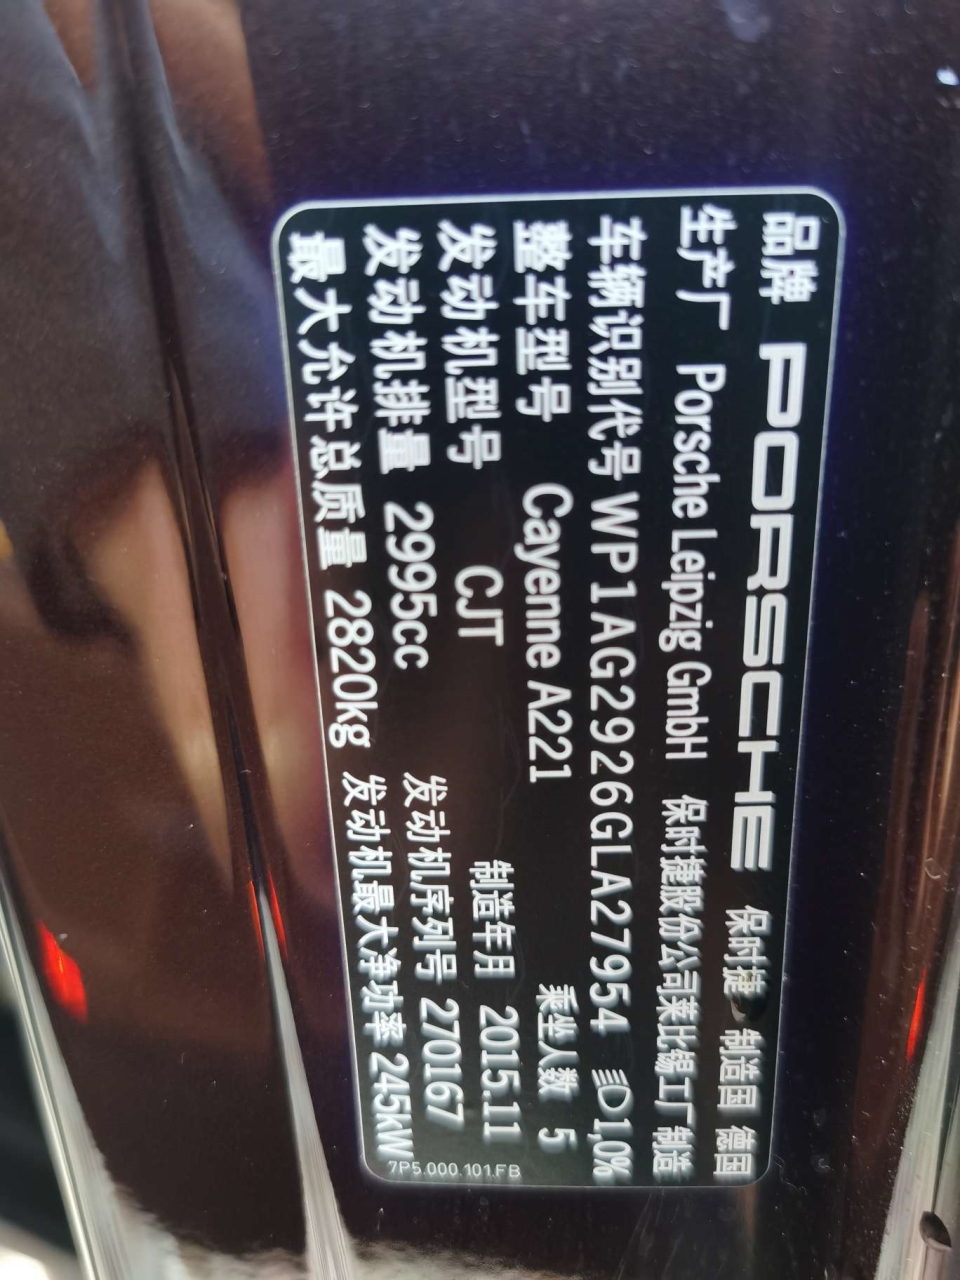 品牌 PORSCHE 保时捷 制造国 德国
生产厂 Porsche Leipzig GmbH 保时捷股份公司莱比锡工厂制造
车辆识别代号 WP1AG2926GLA27954 1,0%
整车型号 Cayenne A221 乘坐人数 5
发动机型号 CJT 制造年月 2015.11
发动机排量 2995cc 发动机序列号 270167
最大允许总质量 2820kg 发动机最大净功率 245kW
7P5.000.101.FB